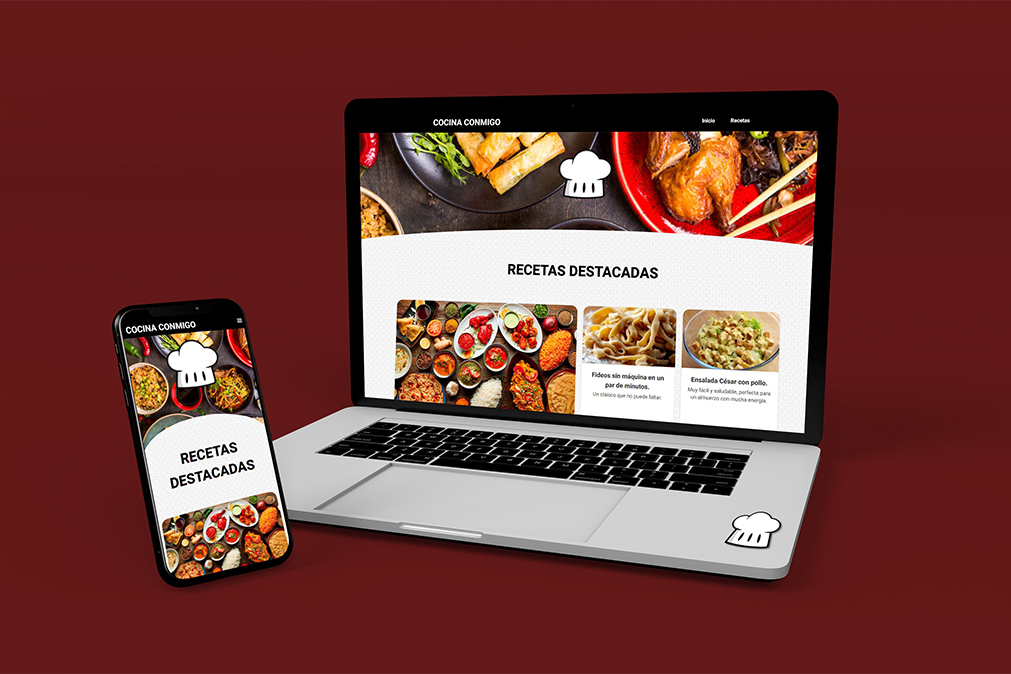 COCINA CONMIGO
Inicio
Recetas
RECETAS DESTACADAS
Fideos sin máquina en un
par de minutos.
Un clásico que no puede faltar.
Ensalada César con pollo.
Muy fácil y saludable, perfecta para
un almuerzo con mucha energía.
COCINA CONMIGO
RECETAS
DESTACADAS